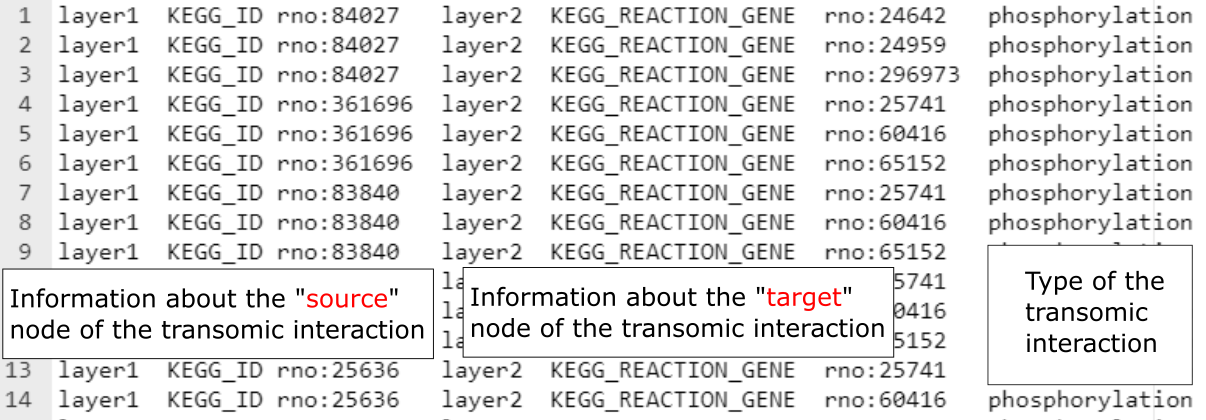 1 layer1 KEGG_ID rno:84027 layer2 KEGG_REACTION_GENE rno:24642 phosphorylation
2 layer1 KEGG_ID rno:84027 layer2 KEGG_REACTION_GENE rno:24959 phosphorylation
3 layer1 KEGG_ID rno:84027 layer2 KEGG_REACTION_GENE rno:296973 phosphorylation
4 layer1 KEGG_ID rno:361696 layer2 KEGG_REACTION_GENE rno:25741 phosphorylation
5 layer1 KEGG_ID rno:361696 layer2 KEGG_REACTION_GENE rno:60416 phosphorylation
6 layer1 KEGG_ID rno:361696 layer2 KEGG_REACTION_GENE rno:65152 phosphorylation
7 layer1 KEGG_ID rno:83840 layer2 KEGG_REACTION_GENE rno:25741 phosphorylation
8 layer1 KEGG_ID rno:83840 layer2 KEGG_REACTION_GENE rno:60416 phosphorylation
9 layer1 KEGG_ID rno:83840 layer2 KEGG_REACTION_GENE rno:65152
Information about the "source"
node of the transomic interaction
Information about the "target"
node of the transomic interaction
5741
0416
5152
Type of the
transomic
interaction
13 layer1 KEGG_ID rno:25636 layer2 KEGG_REACTION_GENE rno:25741
14 layer1 KEGG_ID rno:25636 layer2 KEGG_REACTION_GENE rno:60416 phosphorylation